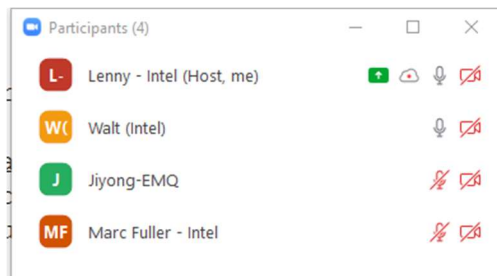 Participants (4)
L- Lenny - Intel (Host, me)
W( Walt (Intel)
J Jiyong-EMQ
MF Marc Fuller - Intel